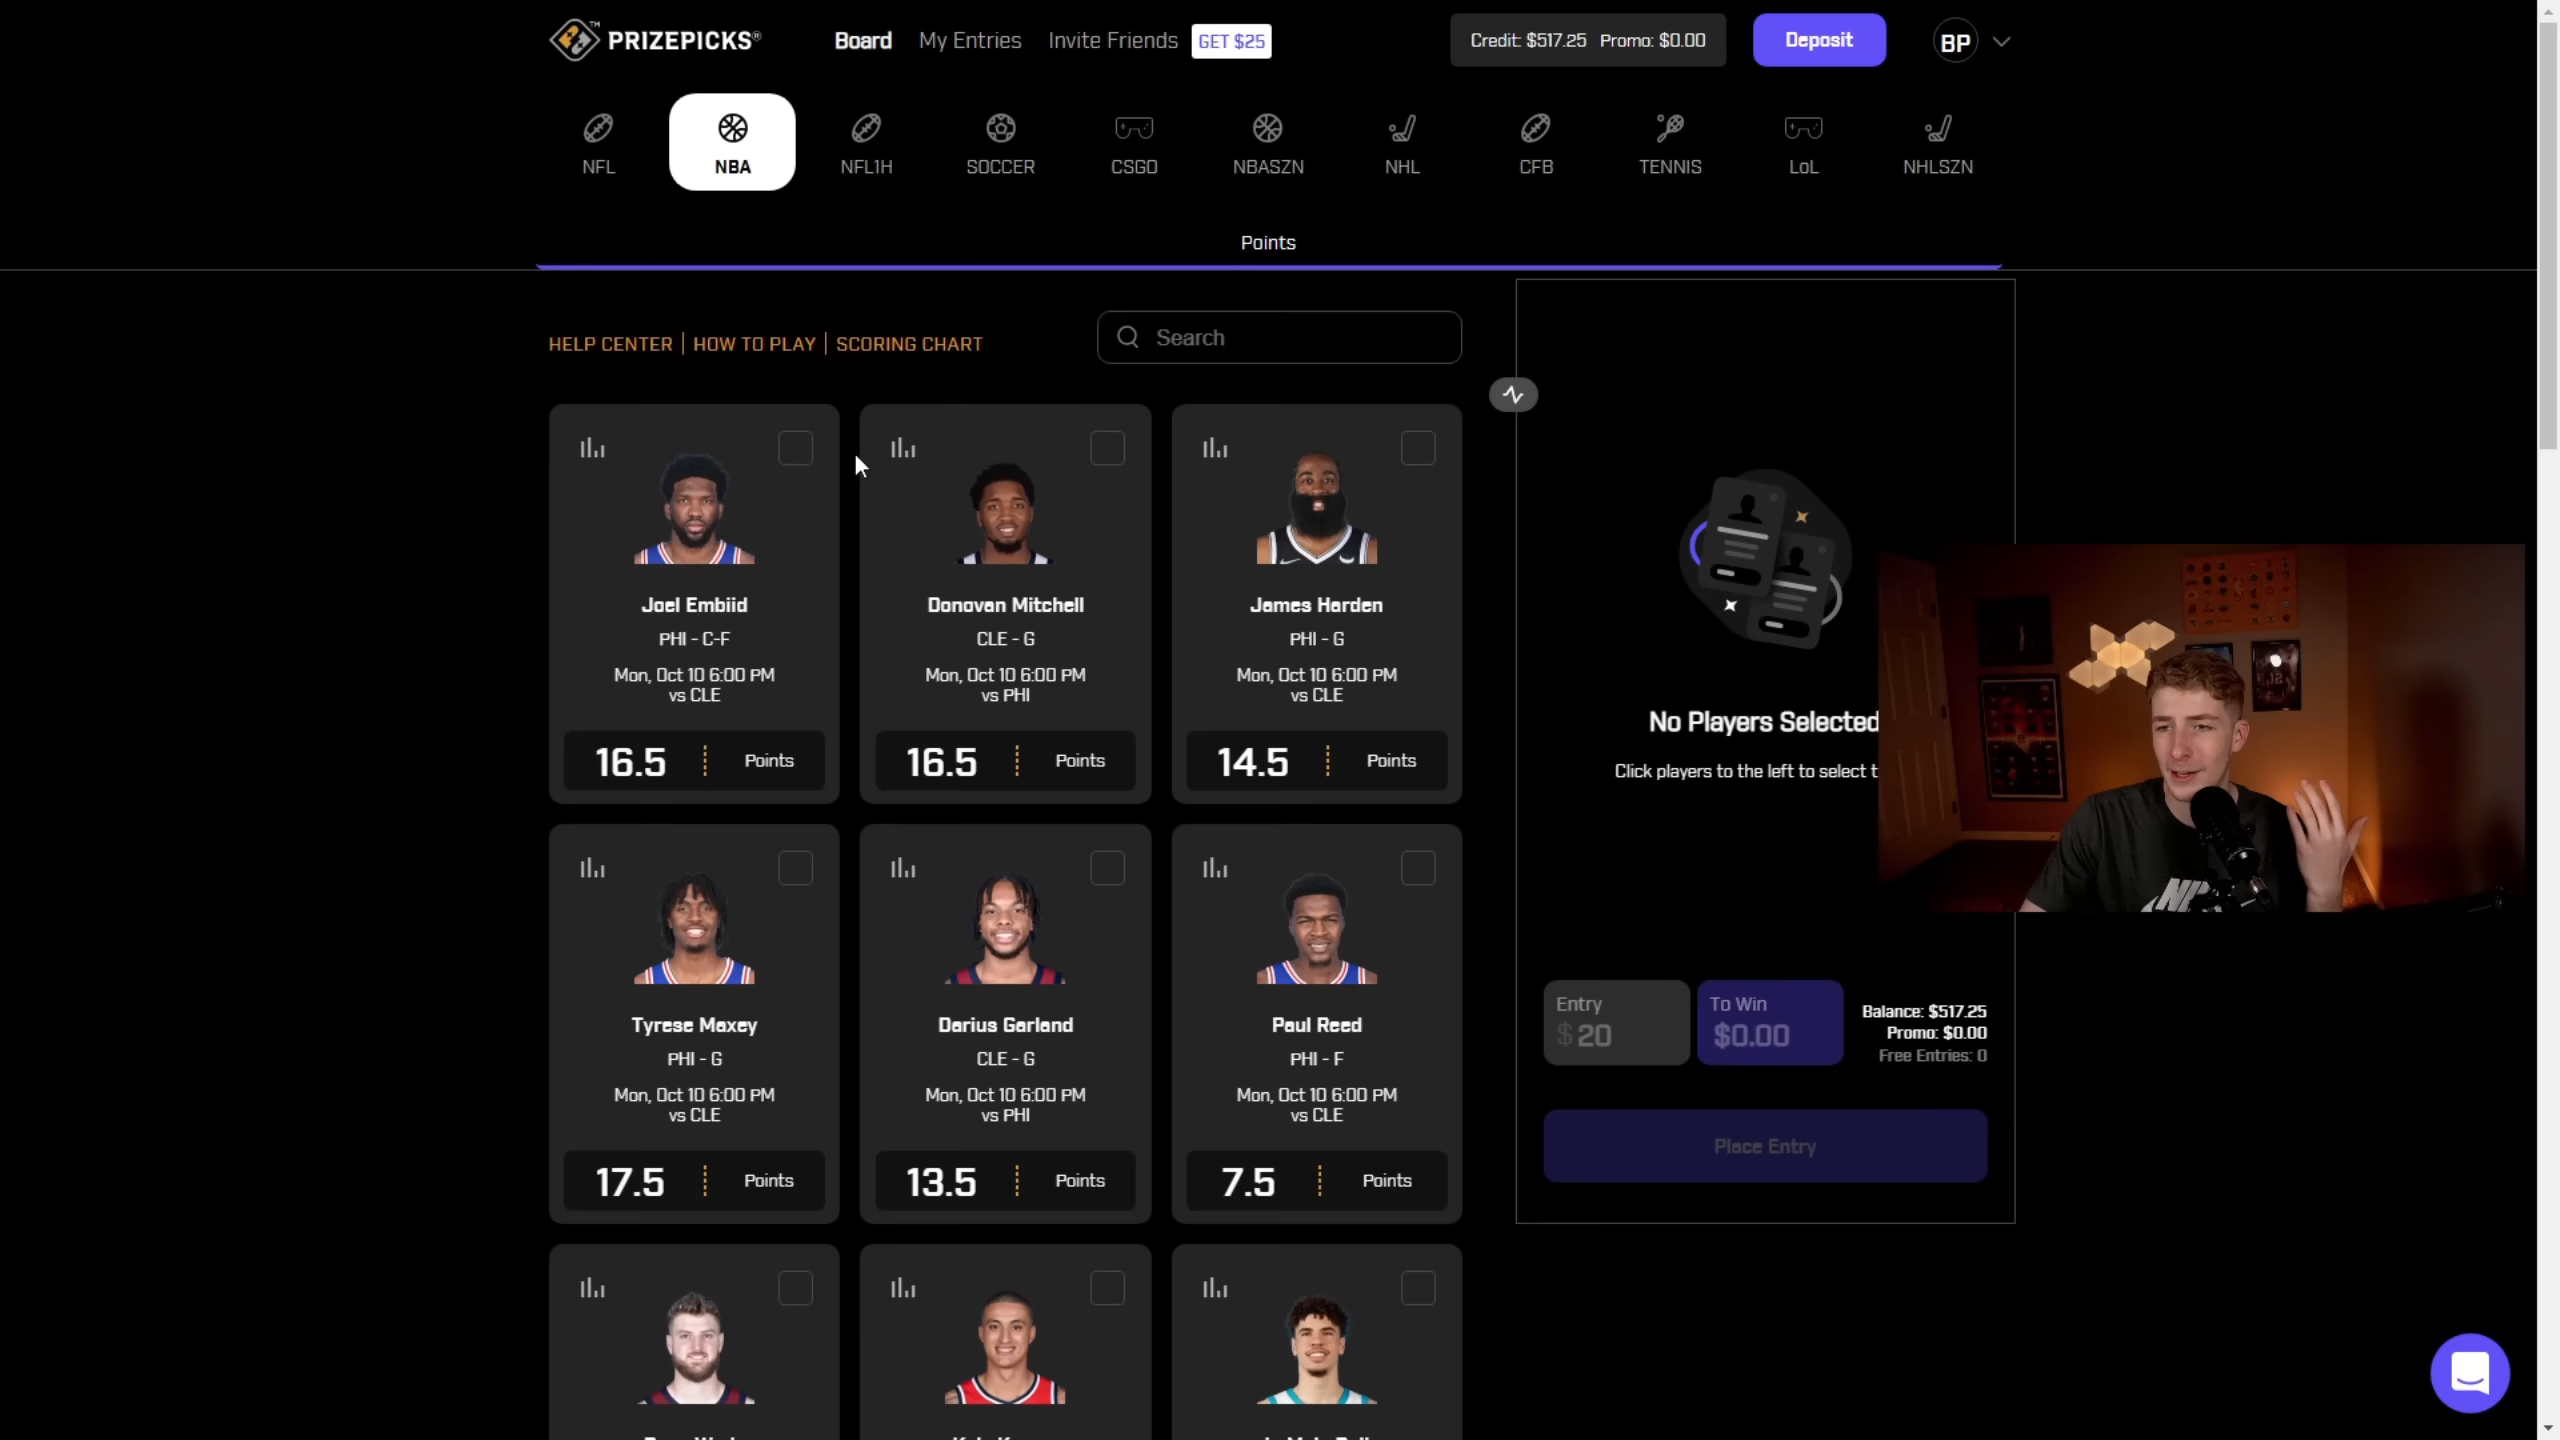 PRIZEPICKS®
Board My Entries Invite Friends GET $25
Credit: $517.25 Promo: $0.00
Deposit
BP
NFL NBA NFL1H SOCCER CSGO NBASZN NHL CFB TENNIS LoL NHLSZN
Points
HELP CENTER | HOW TO PLAY | SCORING CHART
Search
Joel Embiid
PHI - C-F
Mon, Oct 10 6:00 PM
vs CLE
16.5 Points
Donovan Mitchell
CLE - G
Mon, Oct 10 6:00 PM
vs PHI
16.5 Points
James Harden
PHI - G
Mon, Oct 10 6:00 PM
vs CLE
14.5 Points
Tyrese Maxey
PHI - G
Mon, Oct 10 6:00 PM
vs CLE
17.5 Points
Darius Garland
CLE - G
Mon, Oct 10 6:00 PM
vs PHI
13.5 Points
Paul Reed
PHI - F
Mon, Oct 10 6:00 PM
vs CLE
7.5 Points
No Players Selected
Click players to the left to select
Entry
$ 20
To Win
$0.00
Balance: $517.25
Promo: $0.00
Free Entries: 0
Place Entry